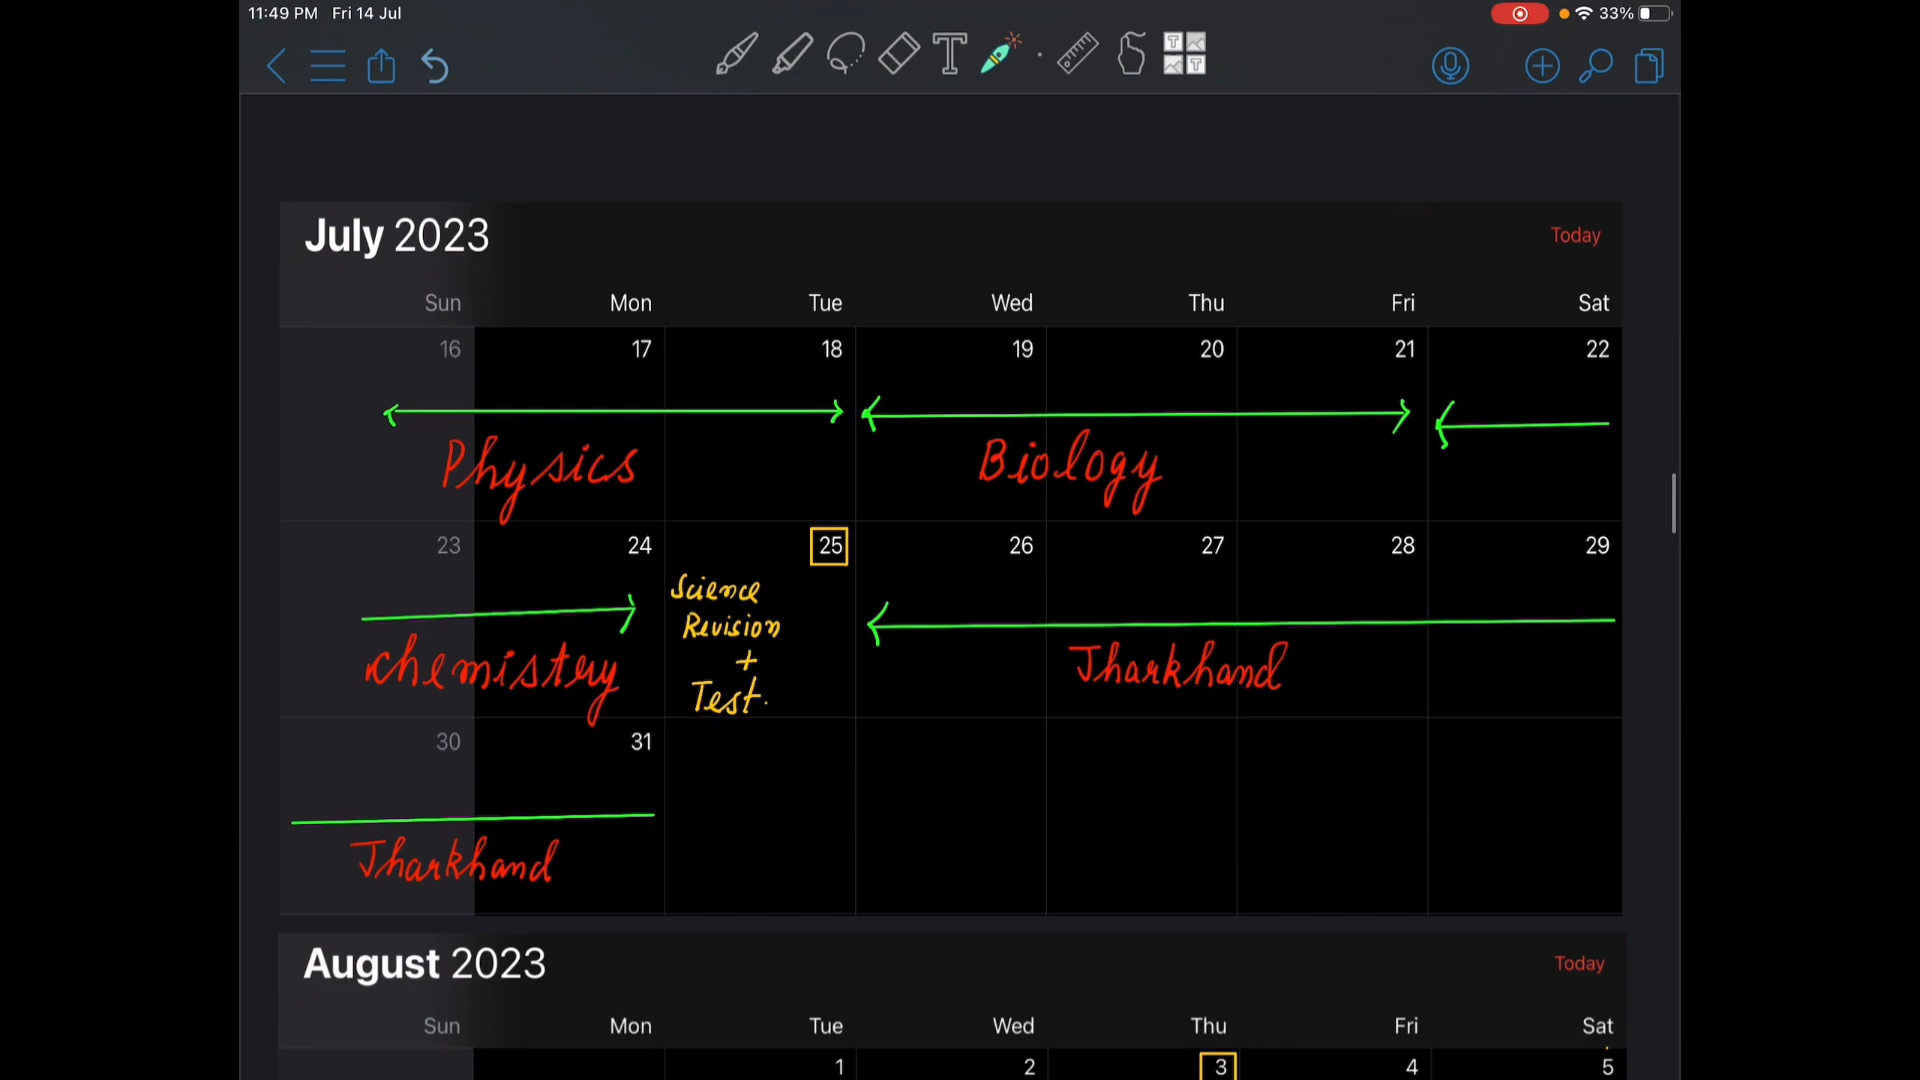 11:49 PM Fri 14 Jul 33%
T
T
T
July 2023 Today
Sun Mon Tue Wed Thu Fri Sat
16 17 18 19 20 21 22
Physics Biology
23 24 25 26 27 28 29
Science
Revision
+
Test.
Chemistery Jharkhand
30 31
Jharkhand
August 2023 Today
Sun Mon Tue Wed Thu Fri Sat
1 2 3 4 5